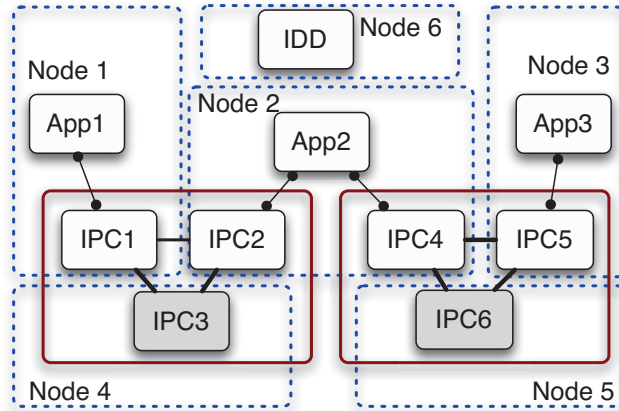 IDD
Node 6
Node 1
Node 3
Node 2
App1
App2
App3
IPC1
IPC2
IPC4
IPC5
IPC3
IPC6
Node 4
Node 5